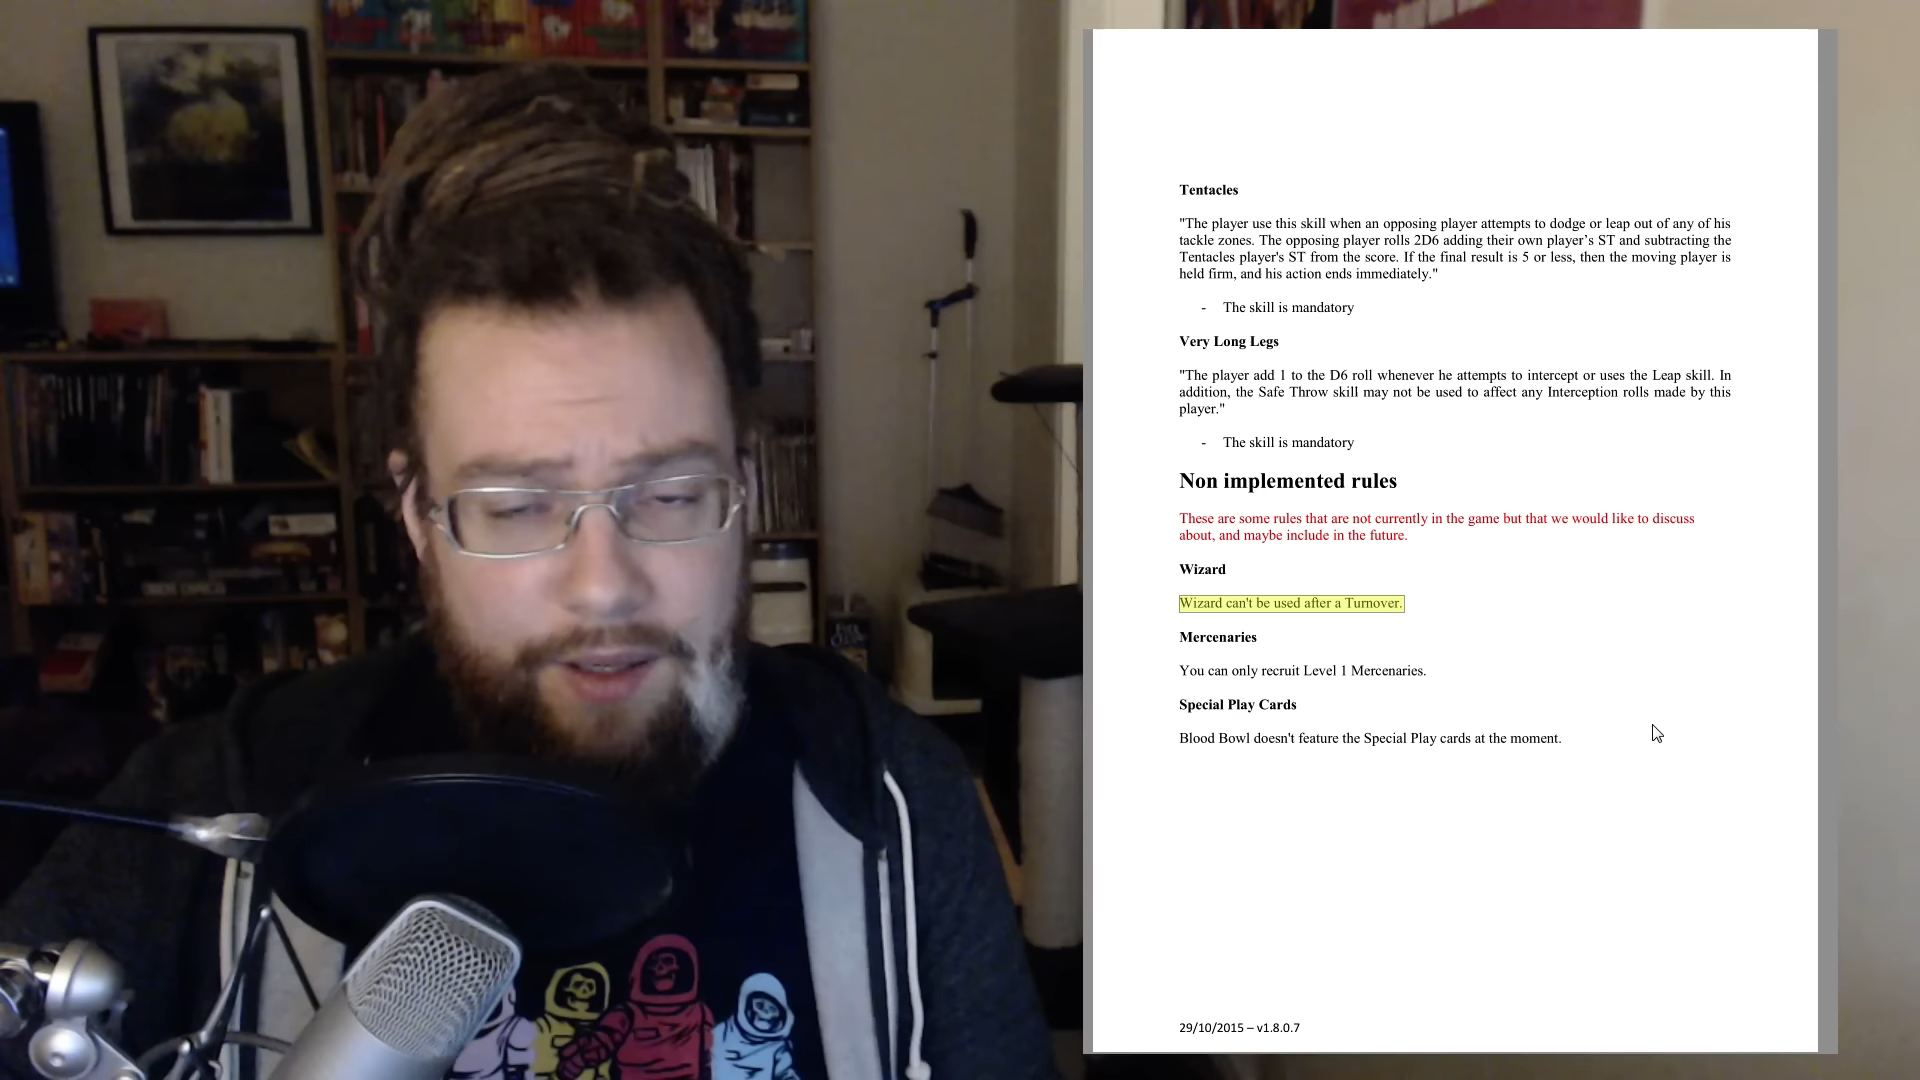 Tentacles
"The player use this skill when an opposing player attempts to dodge or leap out of any of his
tackle zones. The opposing player rolls 2D6 adding their own player’s ST and subtracting the
Tentacles player's ST from the score. If the final result is 5 or less, then the moving player is
held firm, and his action ends immediately."
- The skill is mandatory
Very Long Legs
"The player add 1 to the D6 roll whenever he attempts to intercept or uses the Leap skill. In
addition, the Safe Throw skill may not be used to affect any Interception rolls made by this
player."
- The skill is mandatory
Non implemented rules
These are some rules that are not currently in the game but that we would like to discuss
about, and maybe include in the future.
Wizard
Wizard can't be used after a Turnover.
Mercenaries
You can only recruit Level 1 Mercenaries.
Special Play Cards
Blood Bowl doesn't feature the Special Play cards at the moment.
29/10/2015 – v1.8.0.7